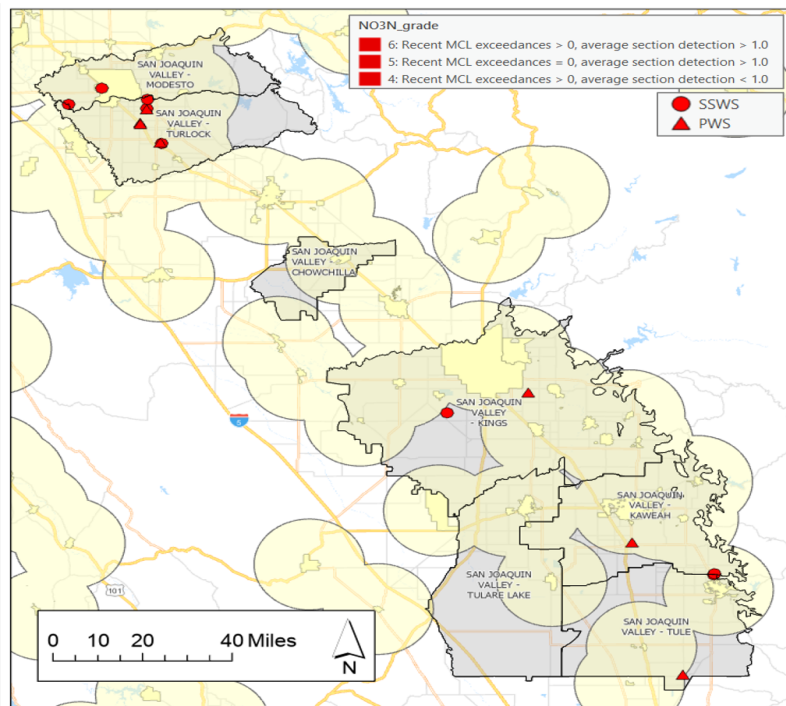 NO3N_grade
6: Recent MCL exceedances > 0, average section detection > 1.0
5: Recent MCL exceedances = 0, average section detection > 1.0
4: Recent MCL exceedances > 0, average section detection < 1.0
SSWS
PWS
SAN JOAQUIN
VALLEY -
MODESTO
SAN JOAQUIN
VALLEY -
TURLOCK
SAN JOAQUIN
VALLEY -
CHOWCHILLA
SAN JOAQUIN
VALLEY
- KINGS
SAN JOAQUIN
VALLEY -
KAWEAH
SAN JOAQUIN
VALLEY -
TULARE LAKE
SAN JOAQUIN
VALLEY - TULE
5
101
0 10 20 40 Miles
N